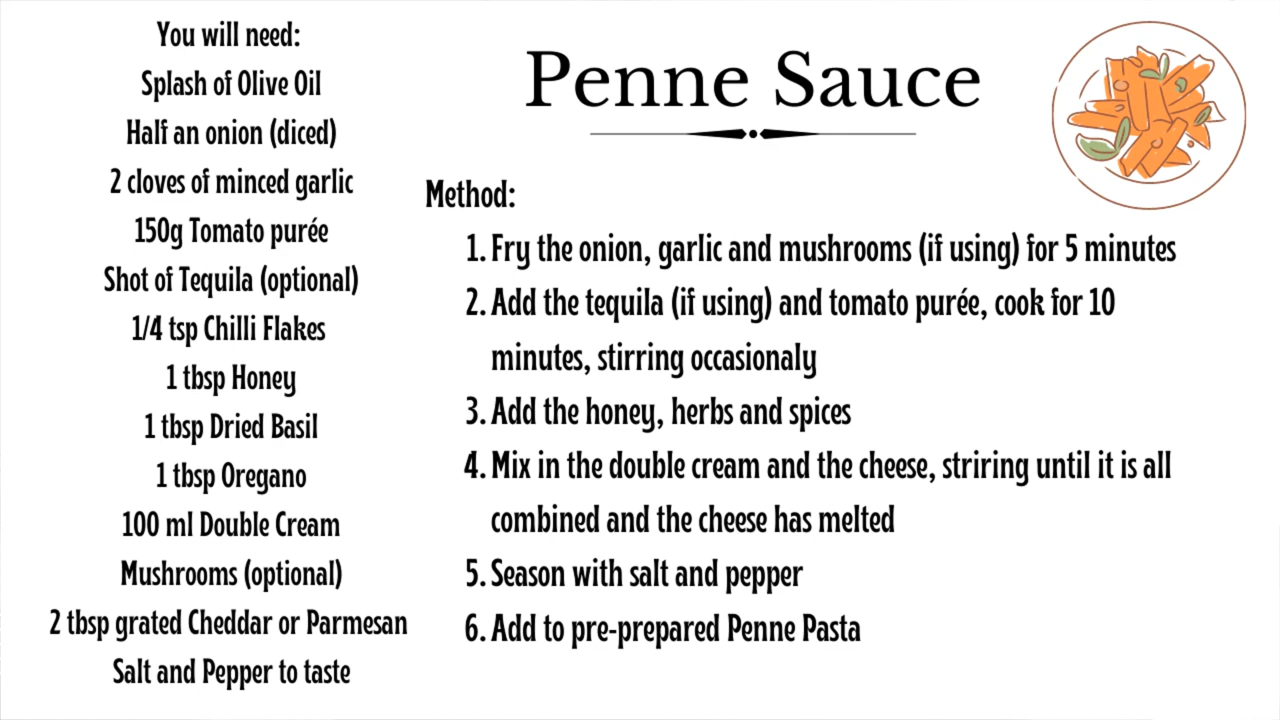 You will need:
Splash of Olive Oil
Half an onion (diced)
2 cloves of minced garlic
150g Tomato purée
Shot of Tequila (optional)
1/4 tsp Chilli Flakes
1 tbsp Honey
1 tbsp Dried Basil
1 tbsp Oregano
100 ml Double Cream
Mushrooms (optional)
2 tbsp grated Cheddar or Parmesan
Salt and Pepper to taste
Penne Sauce
Method:
1. Fry the onion, garlic and mushrooms (if using) for 5 minutes
2. Add the tequila (if using) and tomato purée, cook for 10
minutes, stirring occasionaly
3. Add the honey, herbs and spices
4. Mix in the double cream and the cheese, striring until it is all
combined and the cheese has melted
5. Season with salt and pepper
6. Add to pre-prepared Penne Pasta